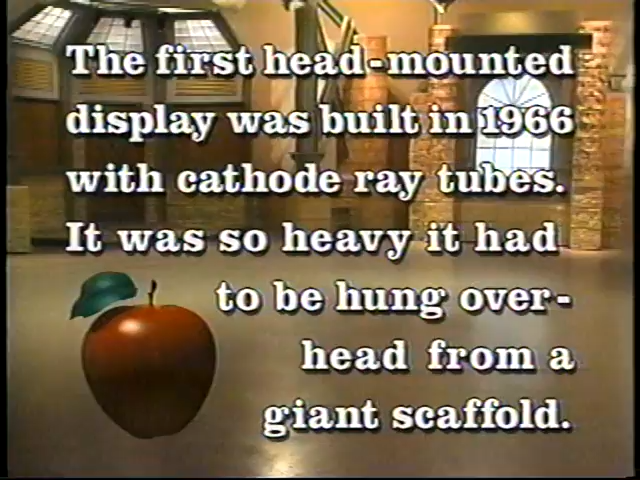 The first head-mounted
display was built in 1966
with cathode ray tubes.
It was so heavy it had
to be hung over-
head from a
giant scaffold.